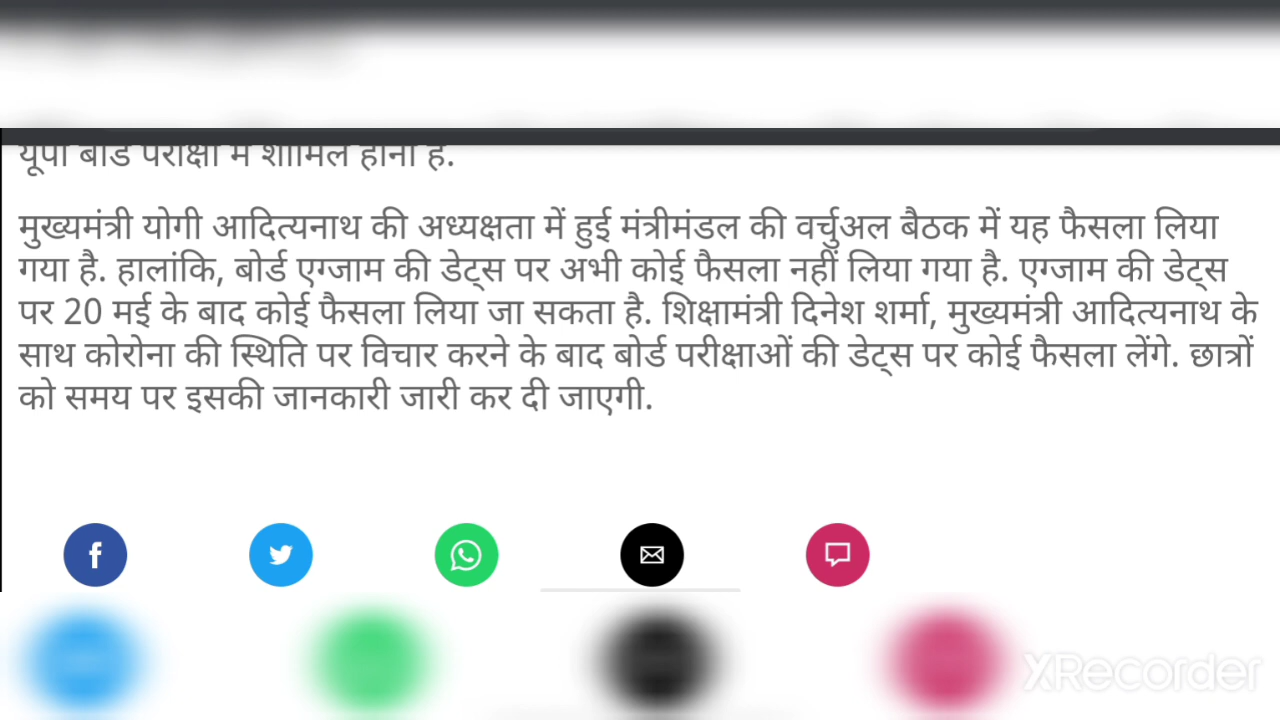 यूपी बोर्ड परीक्षा में शामिल होना है.
मुख्यमंत्री योगी आदित्यनाथ की अध्यक्षता में हुई मंत्रीमंडल की वर्चुअल बैठक में यह फैसला लिया
गया है. हालांकि, बोर्ड एग्जाम की डेट्स पर अभी कोई फैसला नहीं लिया गया है. एग्जाम की डेट्स
पर 20 मई के बाद कोई फैसला लिया जा सकता है. शिक्षामंत्री दिनेश शर्मा, मुख्यमंत्री आदित्यनाथ के
साथ कोरोना की स्थिति पर विचार करने के बाद बोर्ड परीक्षाओं की डेट्स पर कोई फैसला लेंगे. छात्रों
को समय पर इसकी जानकारी जारी कर दी जाएगी.
XRecorder